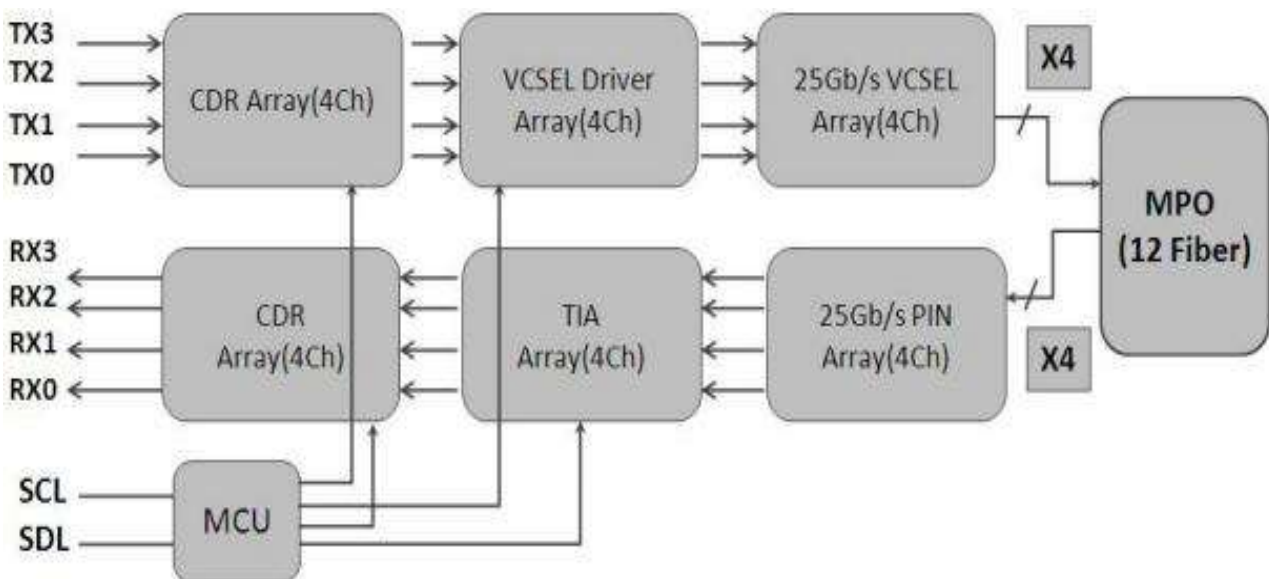 TX3
TX2
TX1
TX0
CDR Array(4Ch)
VCSEL Driver
Array(4Ch)
25Gb/s VCSEL
Array(4Ch)
X4
MPO
(12 Fiber)
RX3
RX2
RX1
RX0
CDR
Array(4Ch)
TIA
Array(4Ch)
25Gb/s PIN
Array(4Ch)
X4
SCL
SDL
MCU